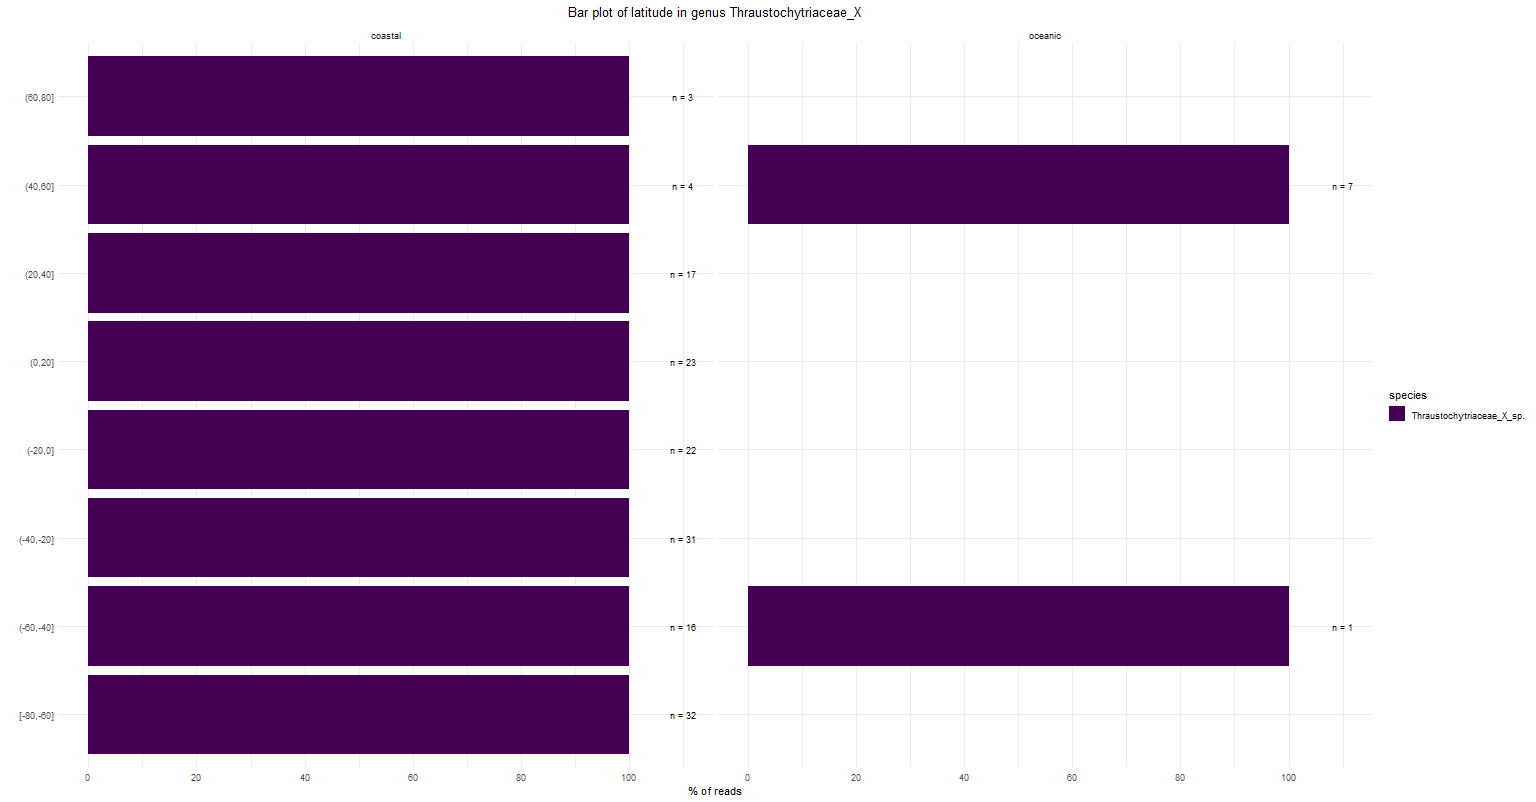 Bar plot of latitude in genus Thraustochytriaceae_X
coastal
oceanic
(60,80]
n = 3
(40,60]
n = 4
n = 7
(20,40]
n = 17
(0,20]
n = 23
(-20,0]
n = 22
(-40,-20]
n = 31
(-60,-40]
n = 16
n = 1
[-80,-60]
n = 32
species
Thraustochytriaceae_X_sp.
0 20 40 60 80 100
0 20 40 60 80 100
% of reads